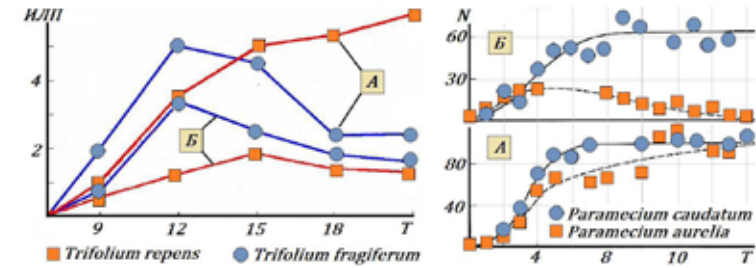 ИЛП
4
2
А
Б
9 12 15 18 Т
Trifolium repens Trifolium fragiferum
N
60
30
Б
80
40
А
4 8 10 Т
Paramecium caudatum
Paramecium aurelia